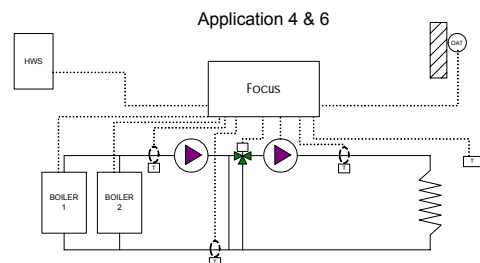 Application 4 & 6
HWS
OAT
Focus
T
T
T
BOILER
1
BOILER
2
T